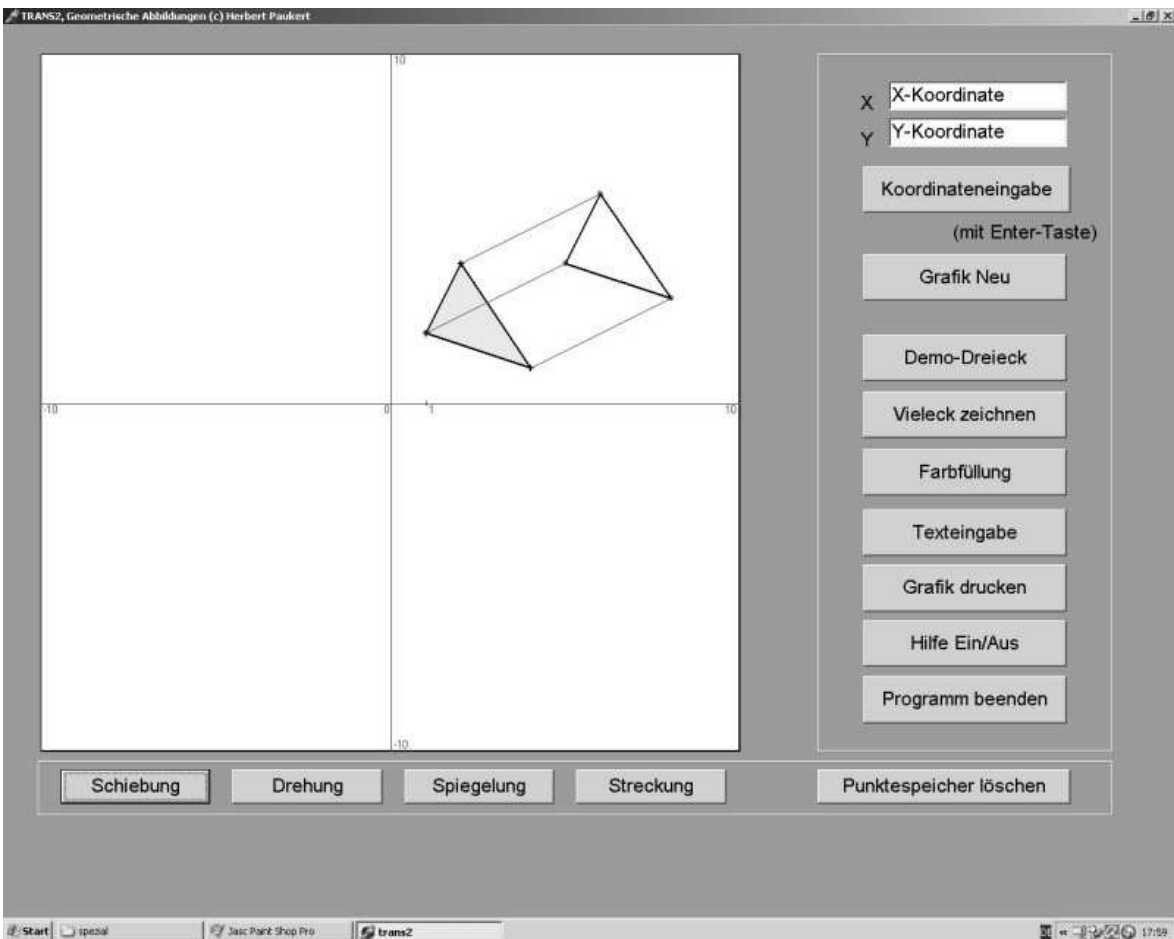 TRANS2, Geometrische Abbildungen (c) Herbert Paukert
10
-10
0
1
10
-10
X X-Koordinate
Y Y-Koordinate
Koordinateneingabe
(mit Enter-Taste)
Grafik Neu
Demo-Dreieck
Vieleck zeichnen
Farbfüllung
Texteingabe
Grafik drucken
Hilfe Ein/Aus
Programm beenden
Schiebung Drehung Spiegelung Streckung Punktespeicher löschen
Start spezial Jasc Paint Shop Pro trans2 17:59